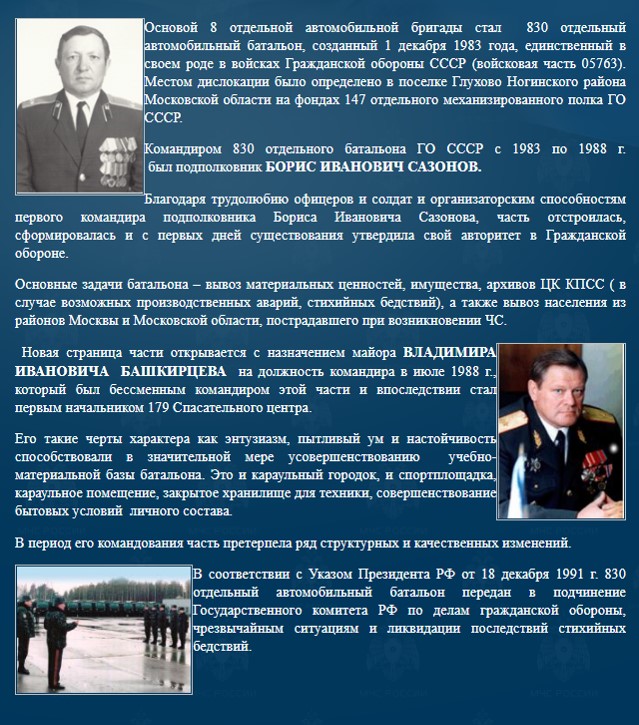 Основой 8 отдельной автомобильной бригады стал 830 отдельный
автомобильный батальон, созданный 1 декабря 1983 года, единственный в
своем роде в войсках Гражданской обороны СССР (войсковая часть 05763).
Местом дислокации было определено в поселке Глухово Ногинского района
Московской области на фондах 147 отдельного механизированного полка ГО
СССР.
Командиром 830 отдельного батальона ГО СССР с 1983 по 1988 г.
был подполковник БОРИС ИВАНОВИЧ САЗОНОВ.
Благодаря трудолюбию офицеров и солдат и организаторским способностям
первого командира подполковника Бориса Ивановича Сазонова, часть отстроилась,
сформировалась и с первых дней существования утвердила свой авторитет в Гражданской
обороне.
Основные задачи батальона – вывоз материальных ценностей, имущества, архивов ЦК КПСС ( в
случае возможных производственных аварий, стихийных бедствий), а также вывоз населения из
районов Москвы и Московской области, пострадавшего при возникновении ЧС.
Новая страница части открывается с назначением майора ВЛАДИМИРА
ИВАНОВИЧА БАШКИРЦЕВА на должность командира в июле 1988 г.,
который был бессменным командиром этой части и впоследствии стал
первым начальником 179 Спасательного центра.
Его такие черты характера как энтузиазм, пытливый ум и настойчивость
способствовали в значительной мере усовершенствованию учебно-
материальной базы батальона. Это и караульный городок, и спортплощадка,
караульное помещение, закрытое хранилище для техники, совершенствование
бытовых условий личного состава.
В период его командования часть претерпела ряд структурных и качественных изменений.
В соответствии с Указом Президента РФ от 18 декабря 1991 г. 830
отдельный автомобильный батальон передан в подчинение
Государственного комитета РФ по делам гражданской обороны,
чрезвычайным ситуациям и ликвидации последствий стихийных
бедствий.